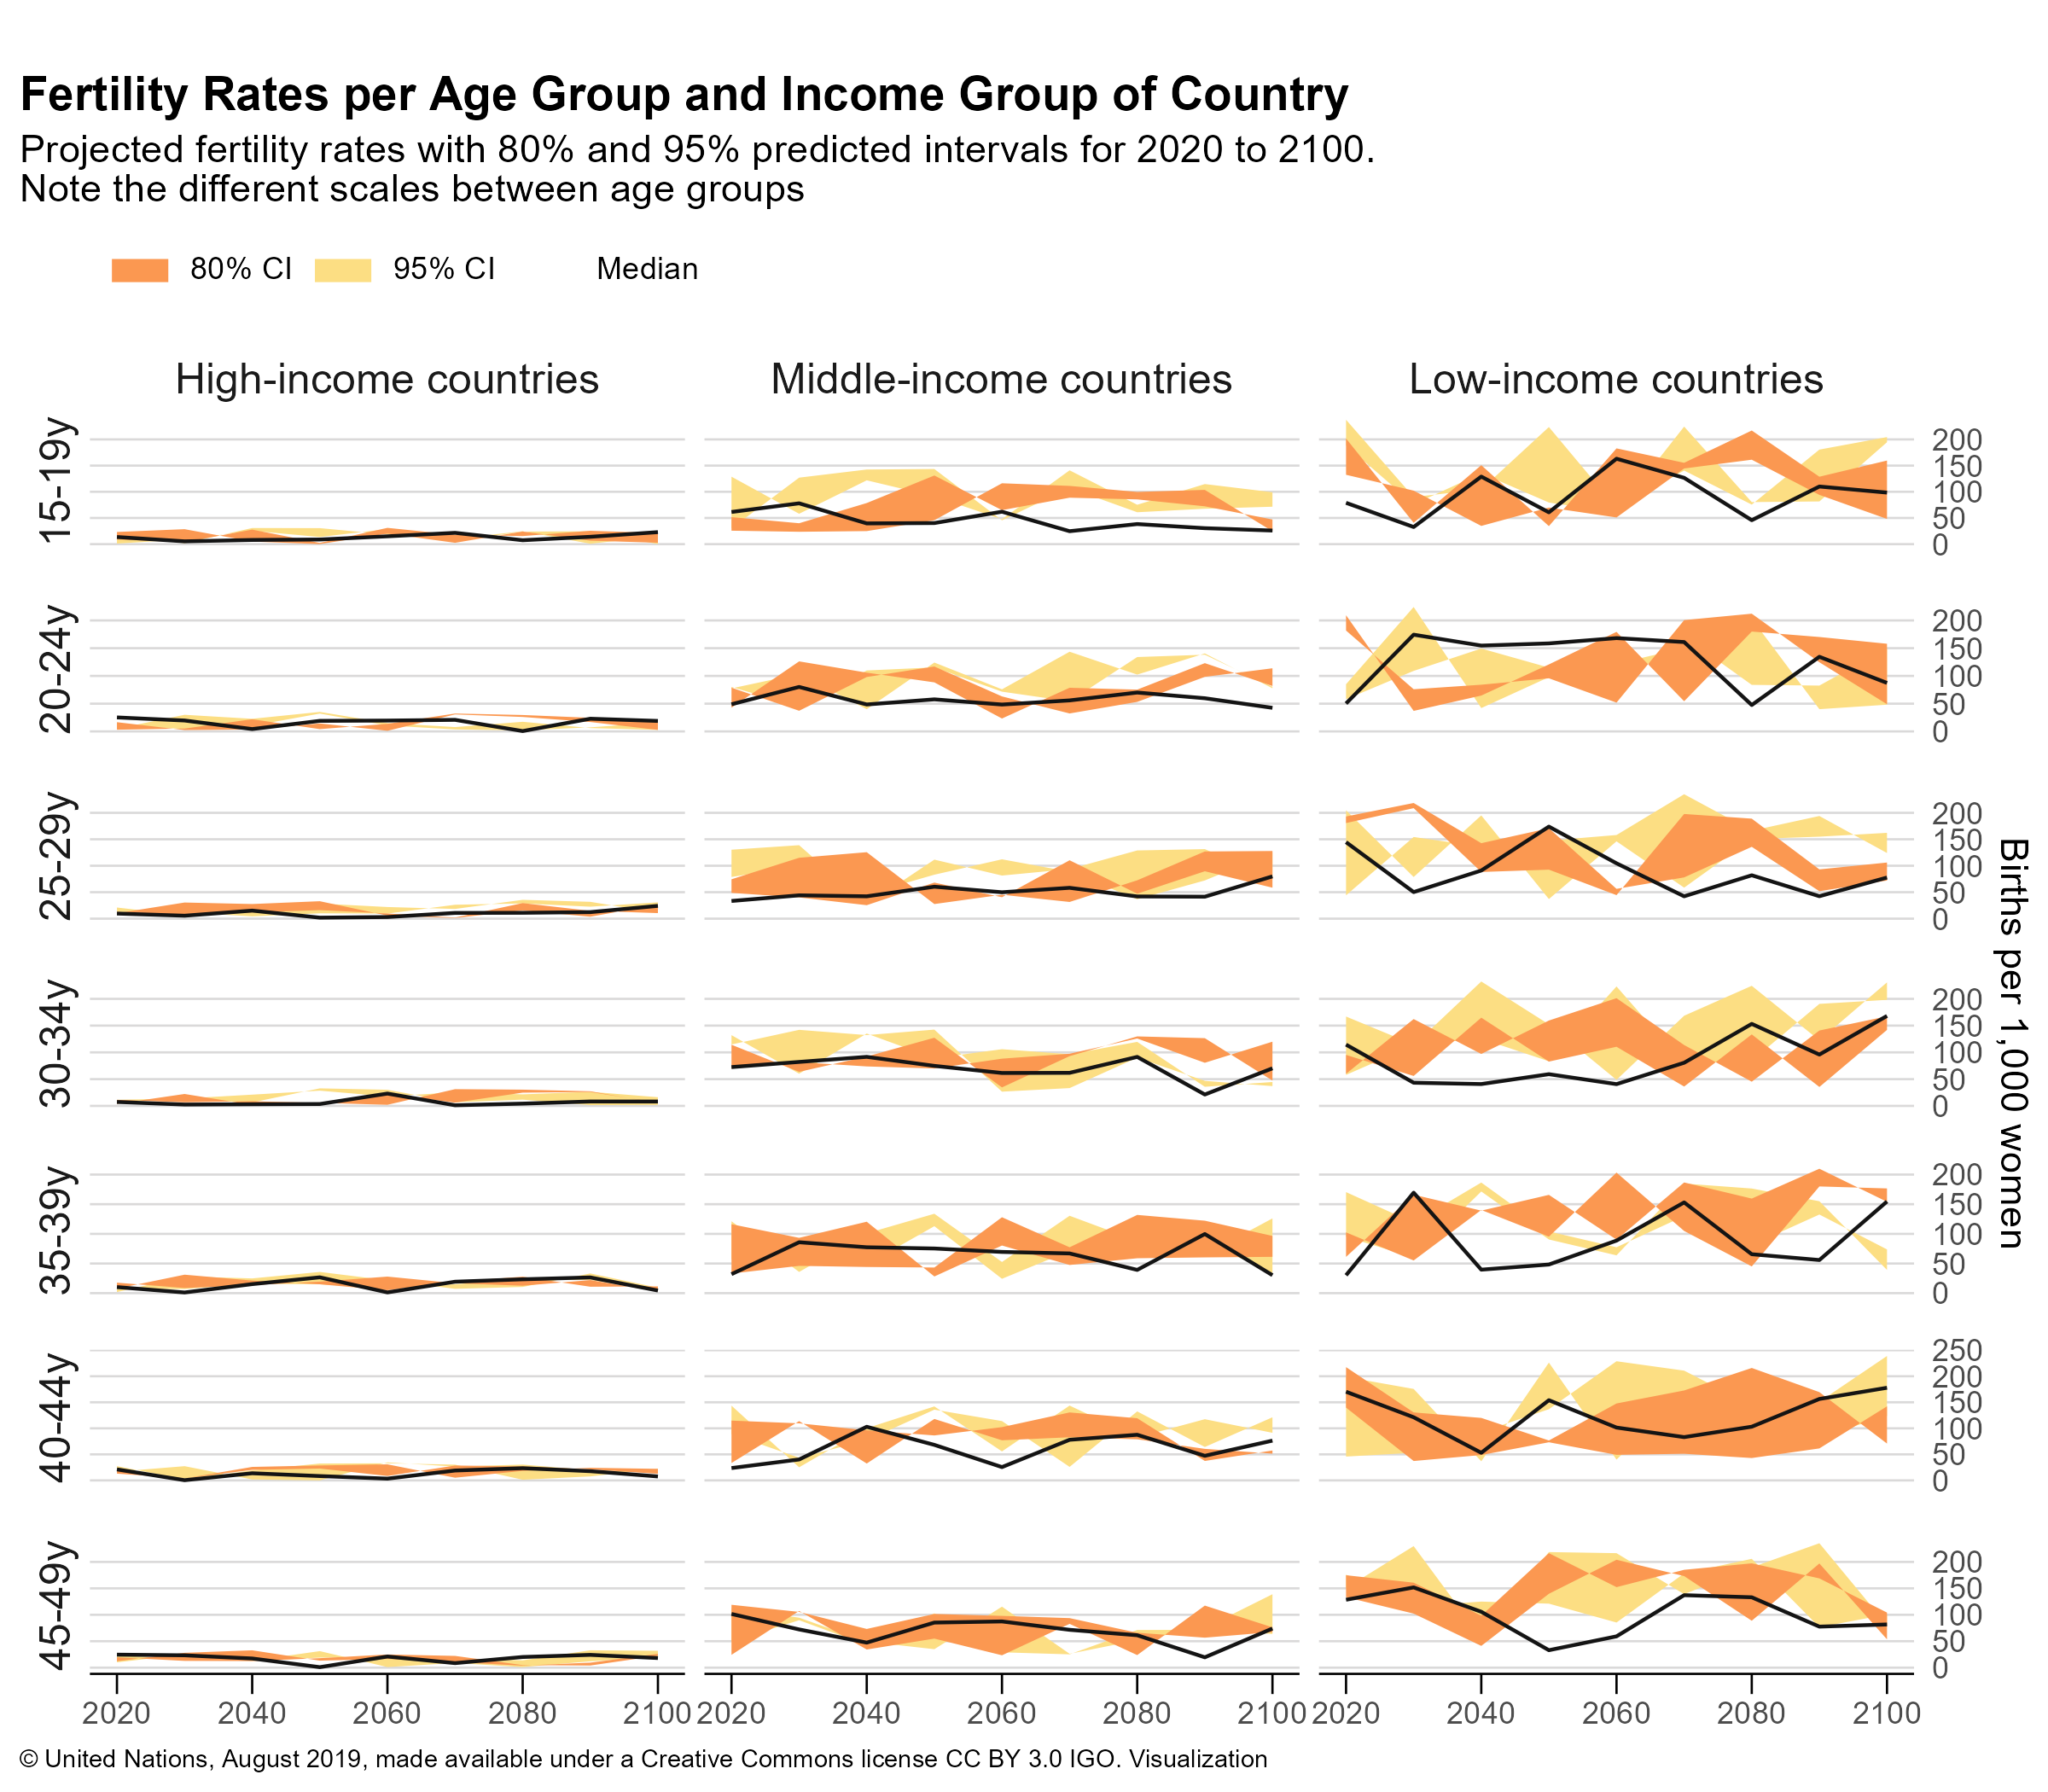 Fertility Rates per Age Group and Income Group of Country
Projected fertility rates with 80% and 95% predicted intervals for 2020 to 2100.
Note the different scales between age groups
80% CI 95% CI Median
High-income countries Middle-income countries Low-income countries
15-19y
200
150
100
50
0
20-24y
200
150
100
50
0
25-29y
200
150
100
50
0
30-34y
200
150
100
50
0
35-39y
200
150
100
50
0
40-44y
250
200
150
100
50
0
45-49y
200
150
100
50
0
Births per 1,000 women
2020 2040 2060 2080 2100 2020 2040 2060 2080 2100 2020 2040 2060 2080 2100
© United Nations, August 2019, made available under a Creative Commons license CC BY 3.0 IGO. Visualization